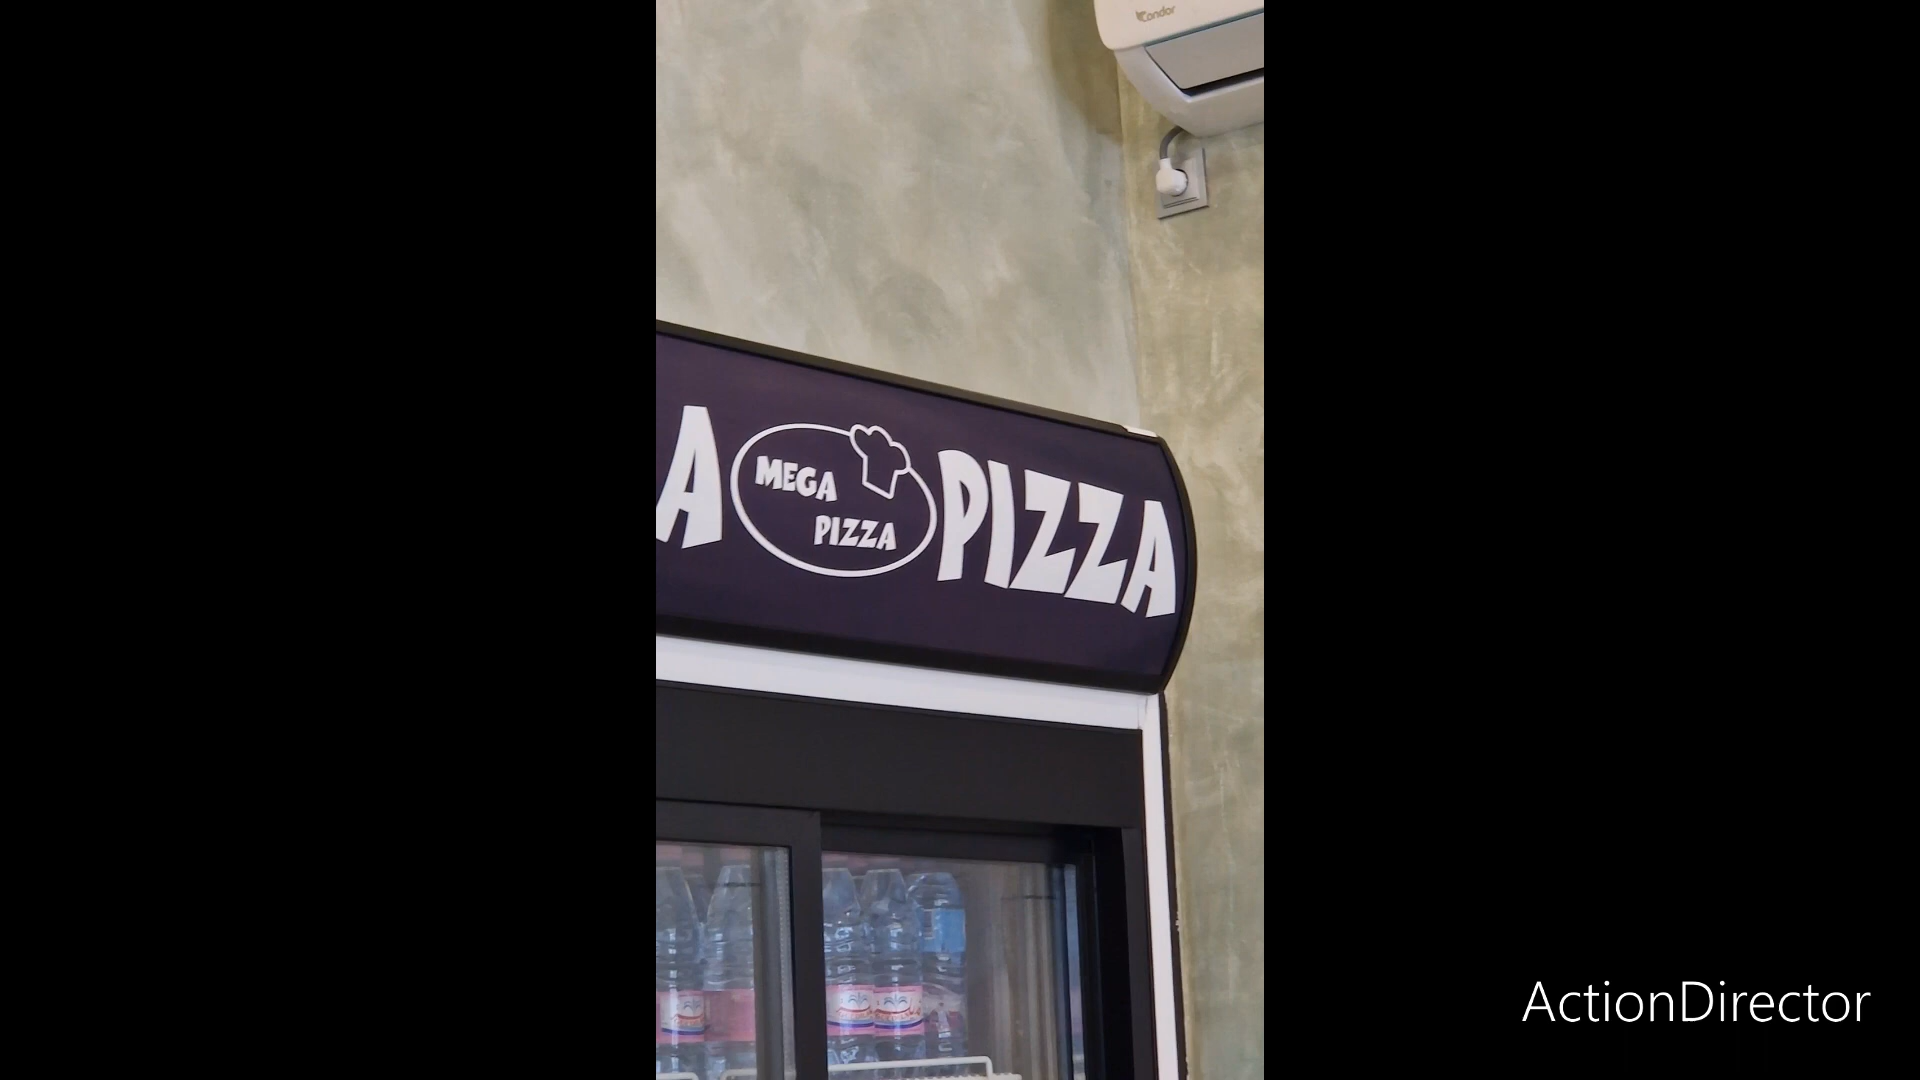 Condor
A
MEGA
PIZZA
PIZZA
ActionDirector